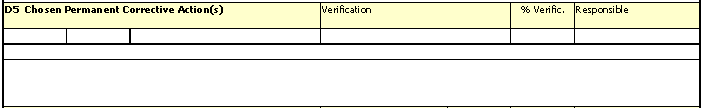 D5 Chosen Permanent Corrective Action(s) Verification % Verific. Responsible